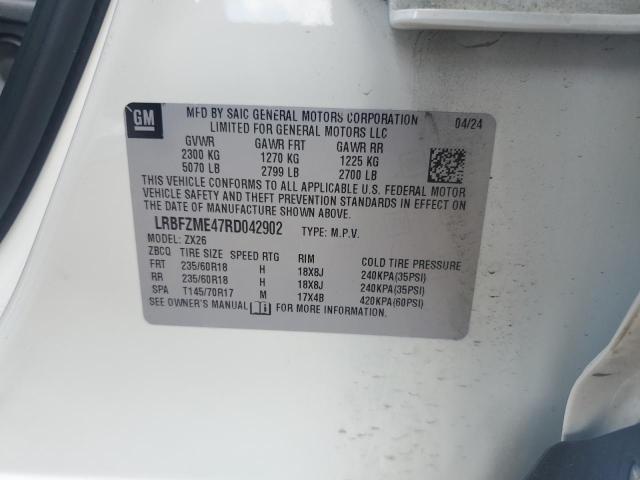 GM
MFD BY SAIC GENERAL MOTORS CORPORATION 04/24
LIMITED FOR GENERAL MOTORS LLC
GVWR GAWR FRT GAWR RR
2300 KG 1270 KG 1225 KG
5070 LB 2799 LB 2700 LB
THIS VEHICLE CONFORMS TO ALL APPLICABLE U.S. FEDERAL MOTOR
VEHICLE SAFETY AND THEFT PREVENTION STANDARDS IN EFFECT ON
THE DATE OF MANUFACTURE SHOWN ABOVE.
LRBFZME47RD042902 TYPE: M.P.V.
MODEL: ZX26
ZBCQ TIRE SIZE SPEED RTG RIM COLD TIRE PRESSURE
FRT 235/60R18 H 18X8J 240KPA(35PSI)
RR 235/60R18 H 18X8J 240KPA(35PSI)
SPA T145/70R17 M 17X4B 420KPA(60PSI)
SEE OWNER'S MANUAL FOR MORE INFORMATION.